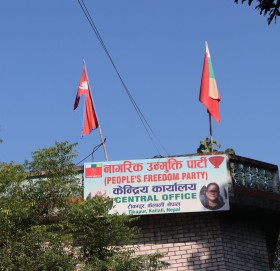 नागरिक उन्मुक्ति पार्टी
(PEOPLE'S FREEDOM PARTY)
केन्द्रिय कार्यालय
CENTRAL OFFICE
टीकापुर, कैलाली, नेपाल
Tikapur, Kailali, Nepal